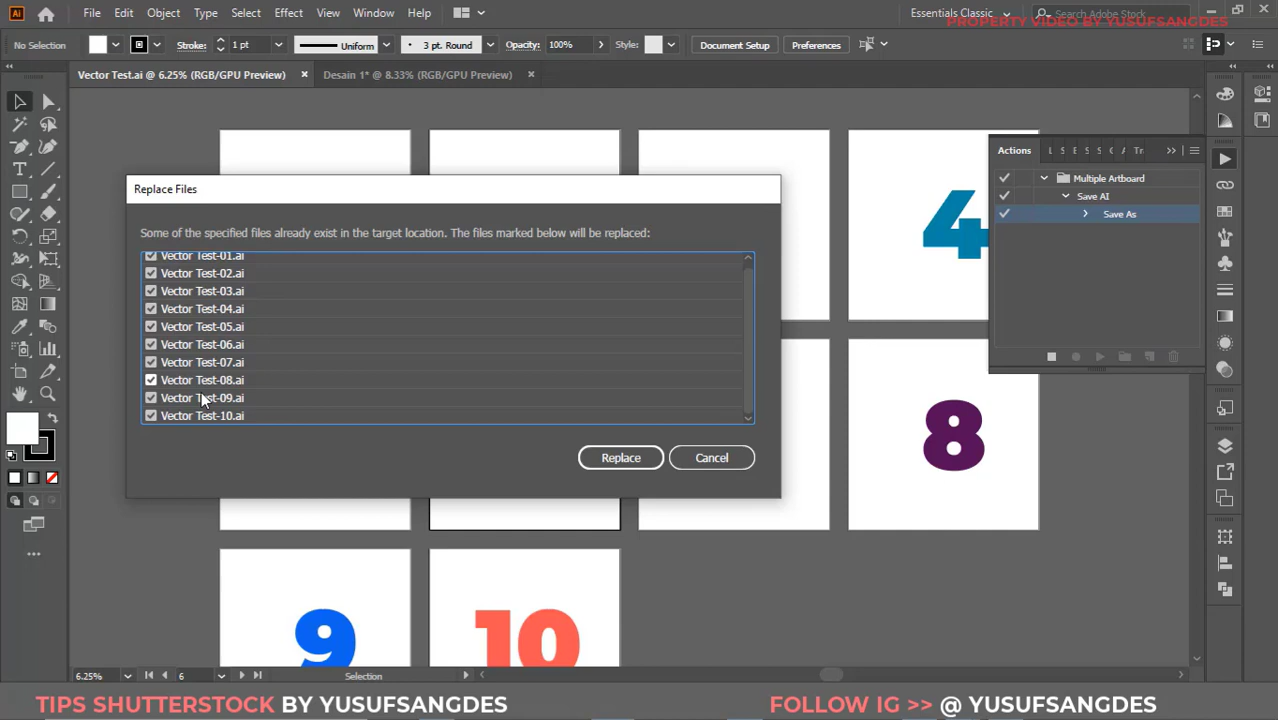 Ai File Edit Object Type Select Effect View Window Help Essentials Classic Search Adobe Stock
PROPERTY VIDEO BY YUSUFSANGDES
No Selection Stroke: 1 pt Uniform 3 pt. Round Opacity: 100% Style: Document Setup Preferences
Vector Test.ai @ 6.25% (RGB/GPU Preview) Desain 1* @ 8.33% (RGB/GPU Preview)
Actions L S E S S C A Tr
Replace Files
Multiple Artboard
Save AI
Save As
4
Some of the specified files already exist in the target location. The files marked below will be replaced:
Vector Test-01.ai
Vector Test-02.ai
Vector Test-03.ai
Vector Test-04.ai
Vector Test-05.ai
Vector Test-06.ai
Vector Test-07.ai
Vector Test-08.ai
Vector Test-09.ai
Vector Test-10.ai
Replace Cancel
8
9 10
6.25% 6 Selection
TIPS SHUTTERSTOCK BY YUSUFSANGDES FOLLOW IG >> @ YUSUFSANGDES